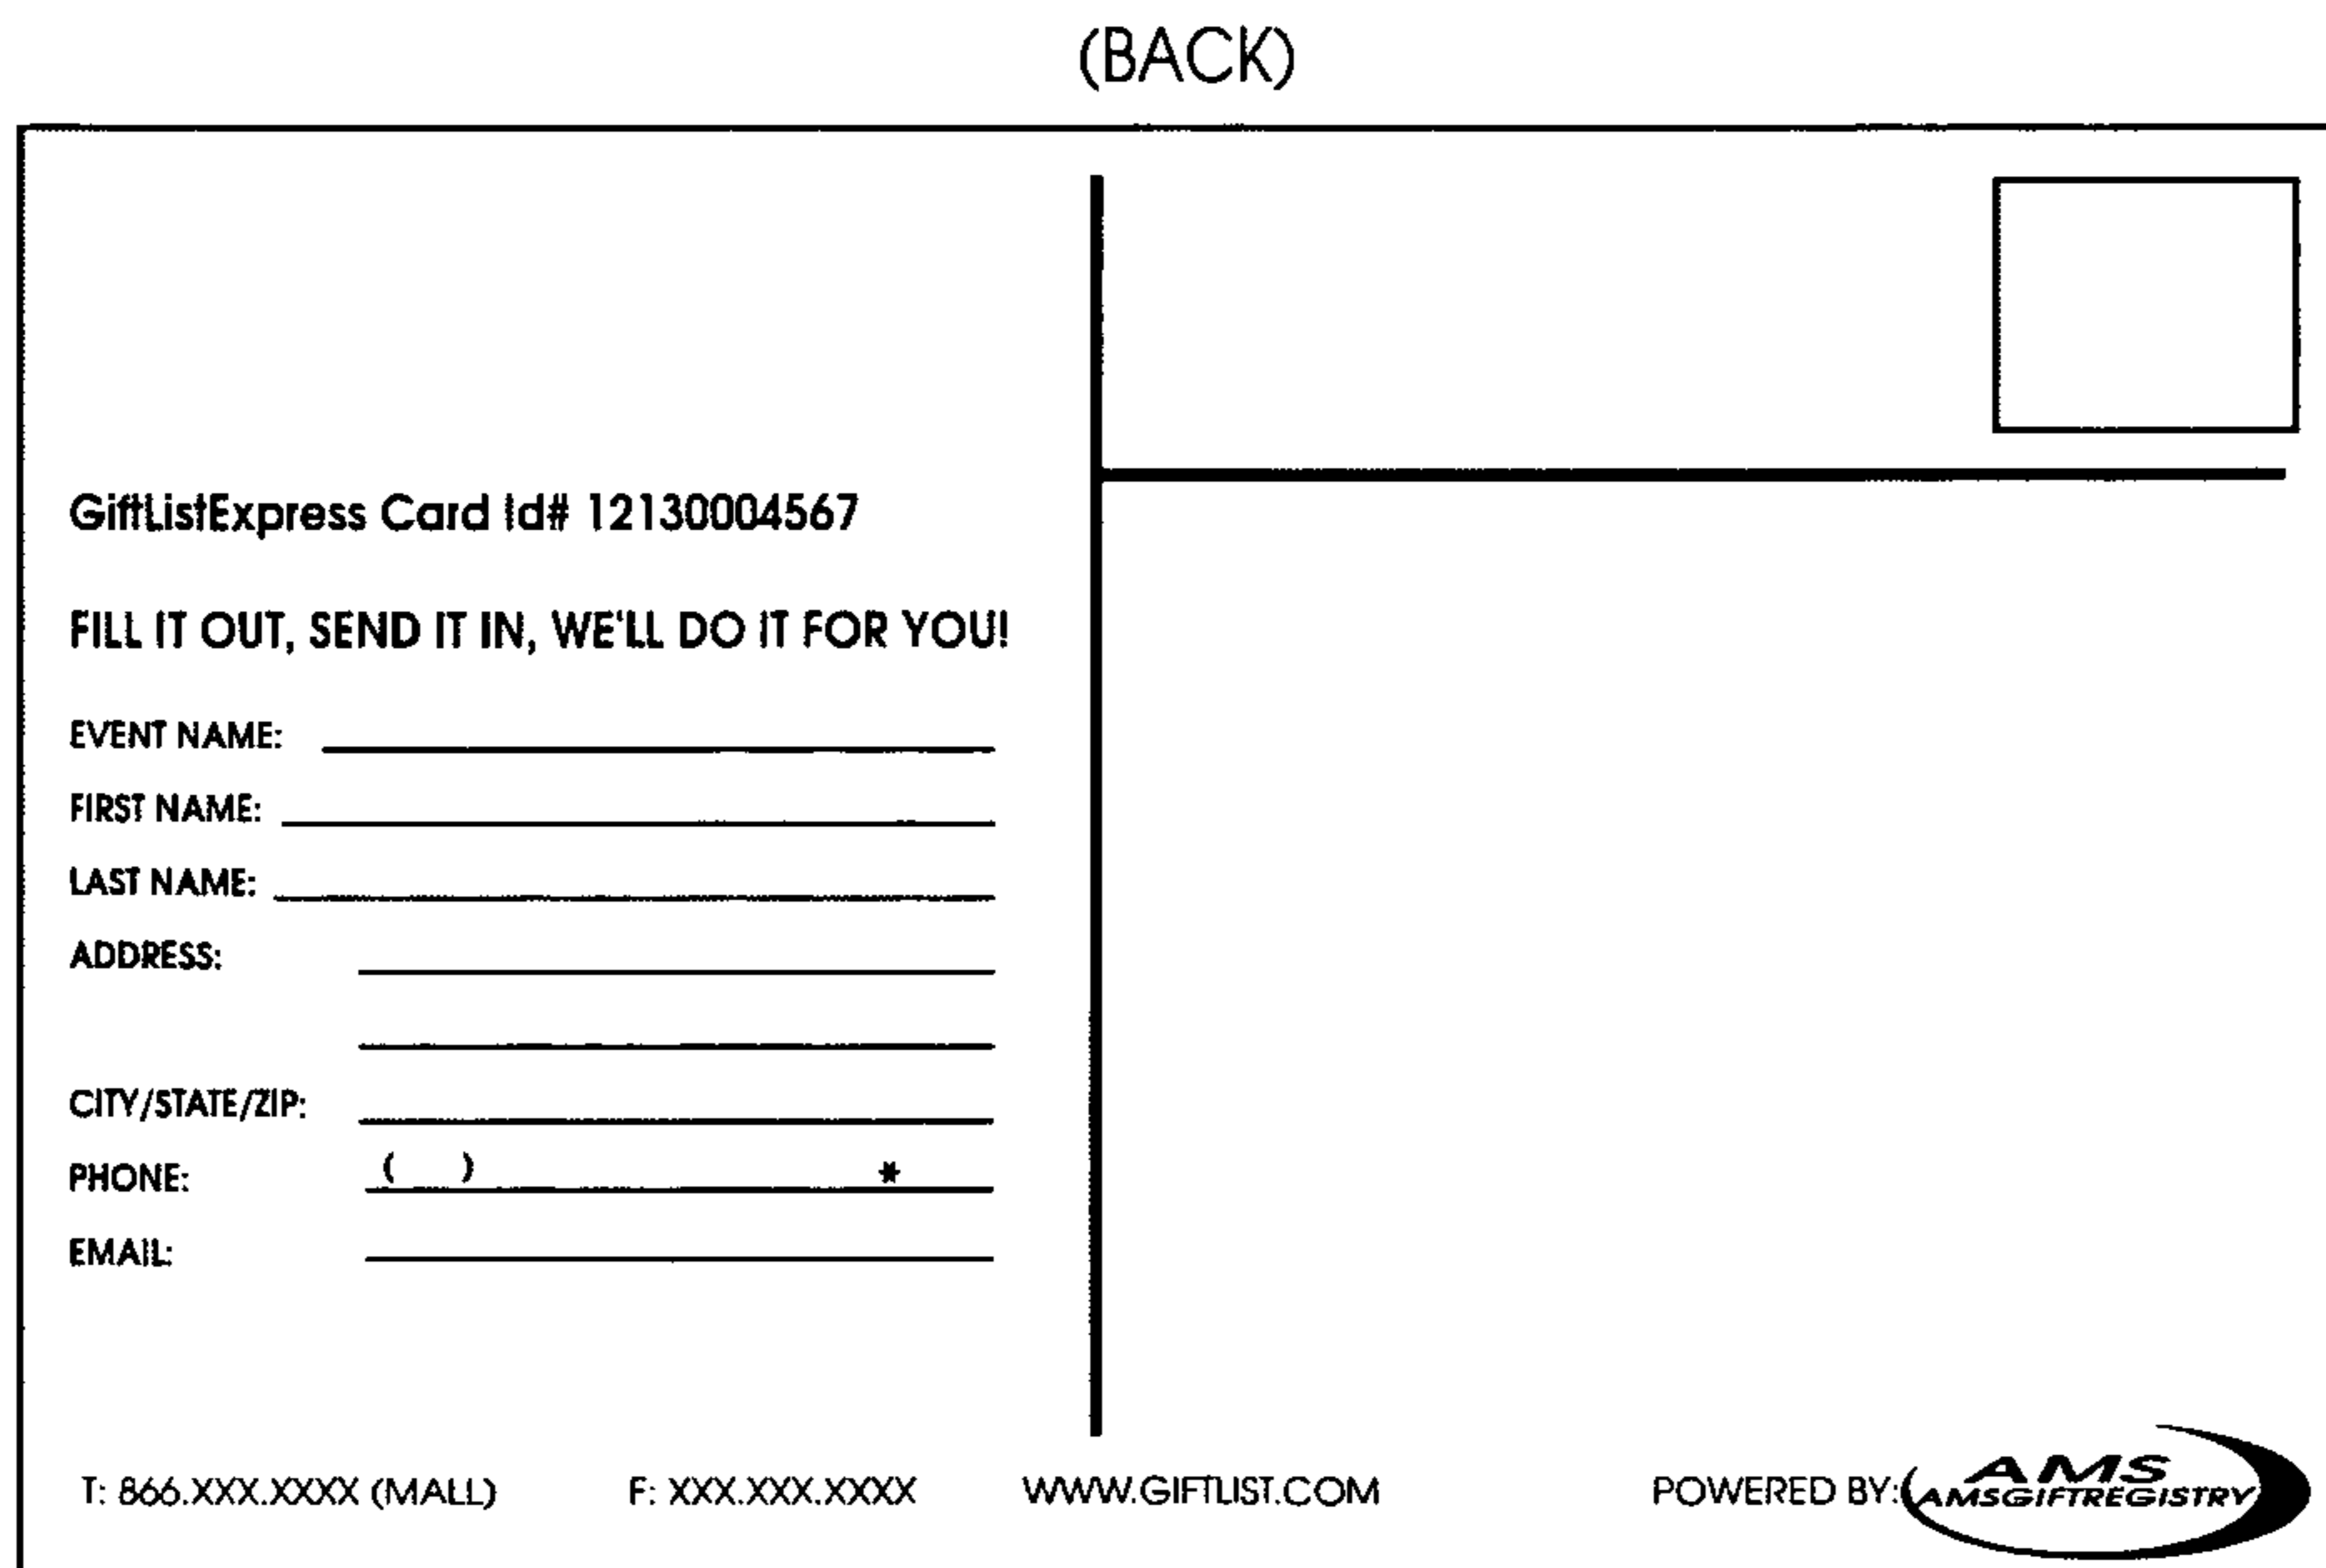 (BACK)
GiftListExpress Card Id# 12130004567
FILL IT OUT, SEND IT IN, WE'LL DO IT FOR YOU!
EVENT NAME:
FIRST NAME:
LAST NAME:
ADDRESS:
CITY/STATE/ZIP:
PHONE: ( ) *
EMAIL:
T: 866.XXX.XXXX (MALL) F: XXX.XXX.XXXX WWW.GIFTLIST.COM POWERED BY: AMS
AMSGIFTREGISTRY